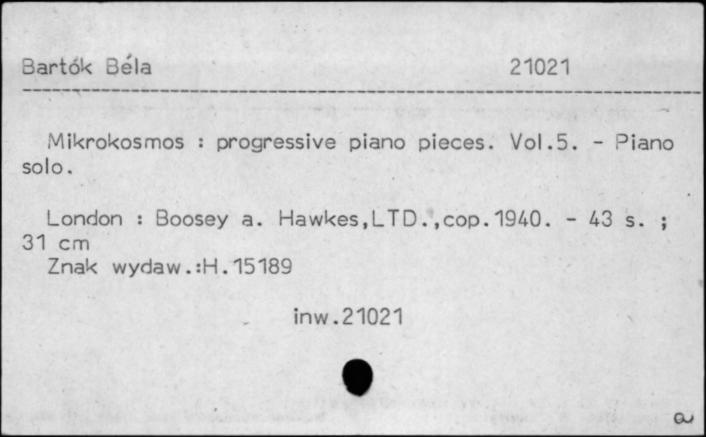 Bartók Béla 21021
Mikrokosmos : progressive piano pieces. Vol.5. - Piano
solo.
London : Boosey a. Hawkes,LTD.,cop.1940. - 43 s. ;
31 cm
Znak wydaw.:H.15189
inw.21021